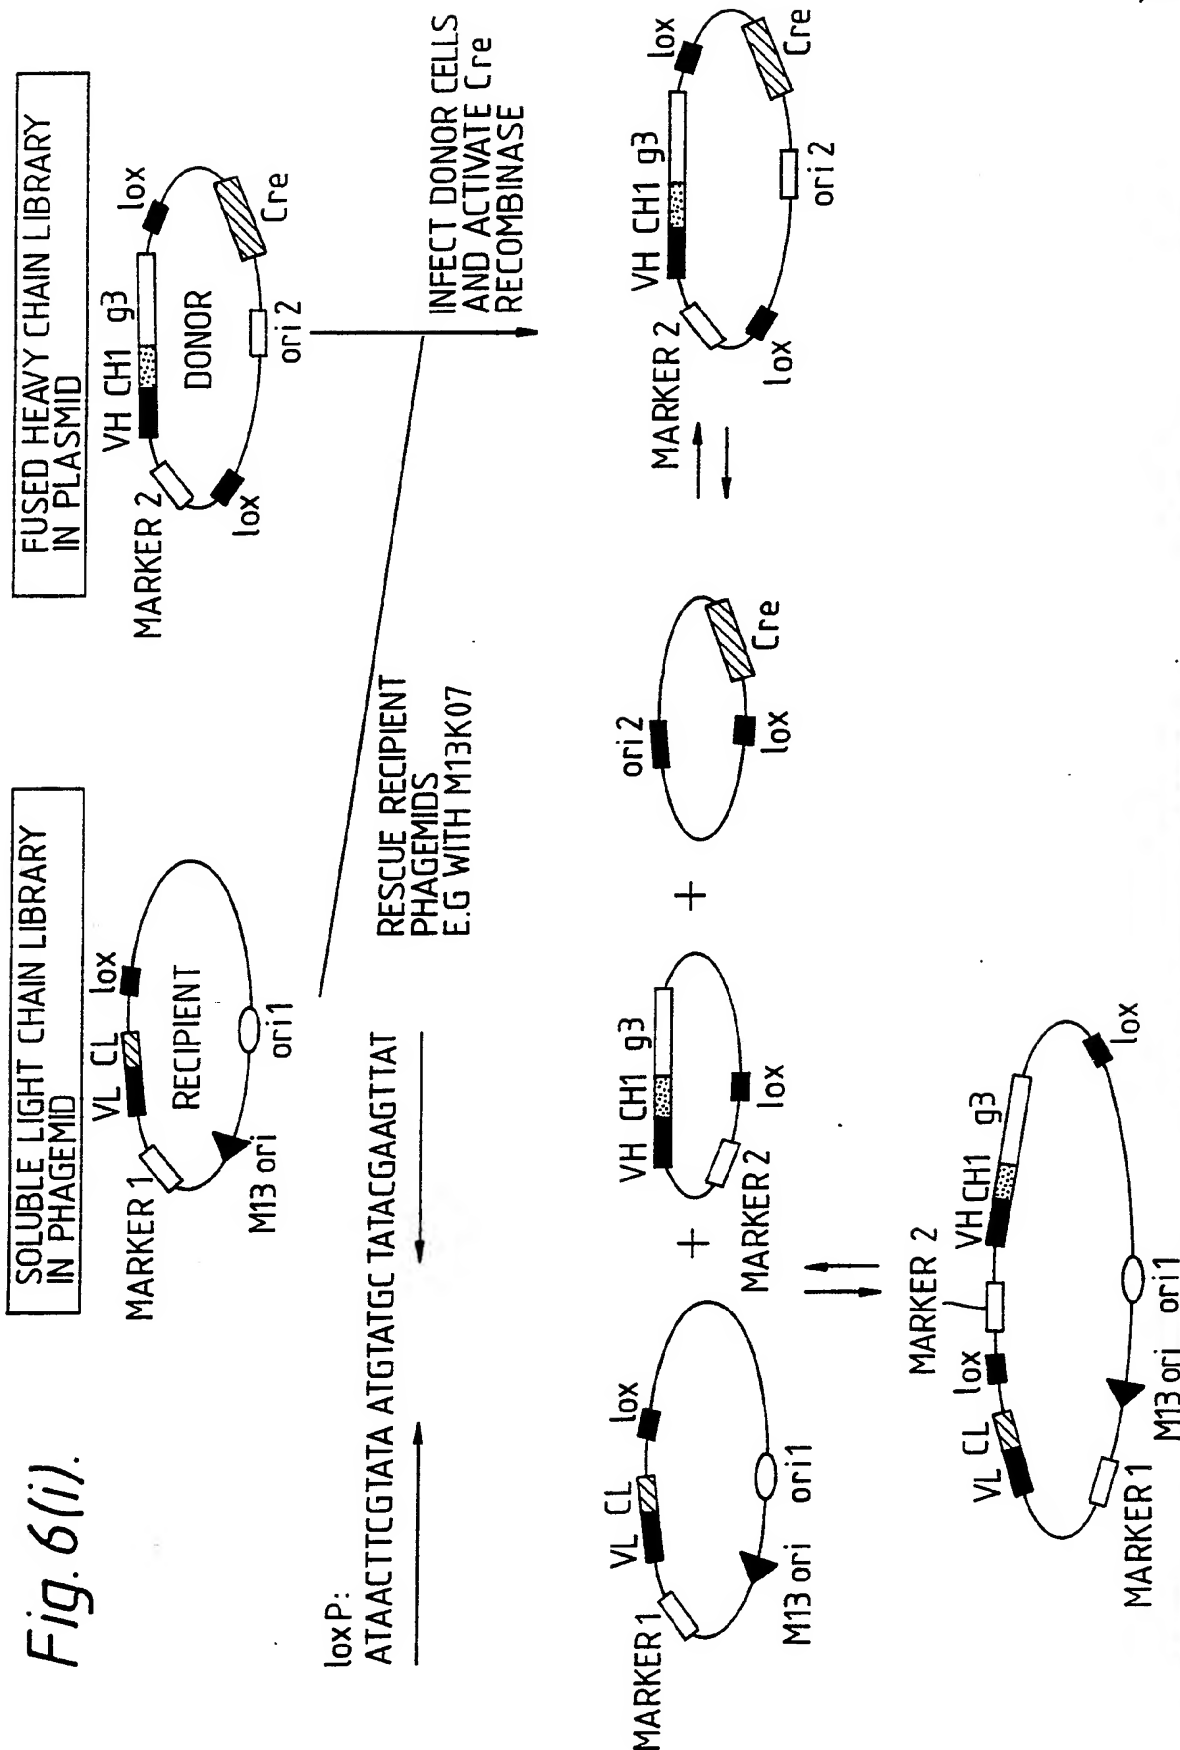 Fig. 6(i).
SOLUBLE LIGHT CHAIN LIBRARY
IN PHAGEMID
MARKER 1
VL CL
lox
RECIPIENT
M13 ori
ori1
FUSED HEAVY CHAIN LIBRARY
IN PLASMID
MARKER 2
VH CH1 g3
lox
DONOR
lox
ori 2
Cre
loxP:
ATAACTTCGTATA ATGTATGC TATACGAAGTTAT
RESCUE RECIPIENT
PHAGEMIDS
E.G WITH M13K07
INFECT DONOR CELLS
AND ACTIVATE Cre
RECOMBINASE
MARKER 1
VL CL
lox
M13 ori
ori1
+
VH CH1 g3
MARKER 2
lox
+
ori 2
lox
Cre
MARKER 2
VH CH1 g3
lox
lox
ori 2
Cre
MARKER 2
VL CL
lox
VH CH1 g3
lox
MARKER 1
M13 ori
ori1